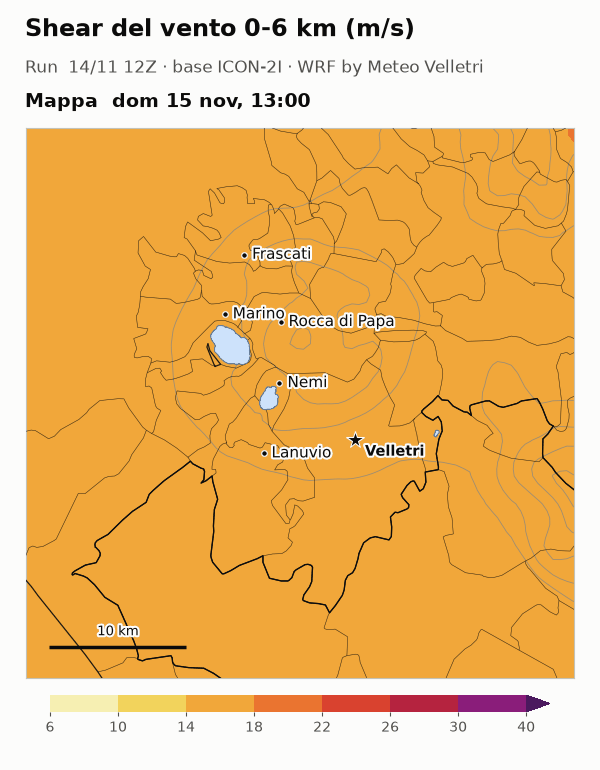 Shear del vento 0-6 km (m/s)
Run  14/11 12Z · base ICON-2I · WRF by Meteo Velletri
Mappa  dom 15 nov, 13:00
Frascati
Marino
Rocca di Papa
Nemi
Velletri
Lanuvio
10 km
6 10 14 18 22 26 30 40